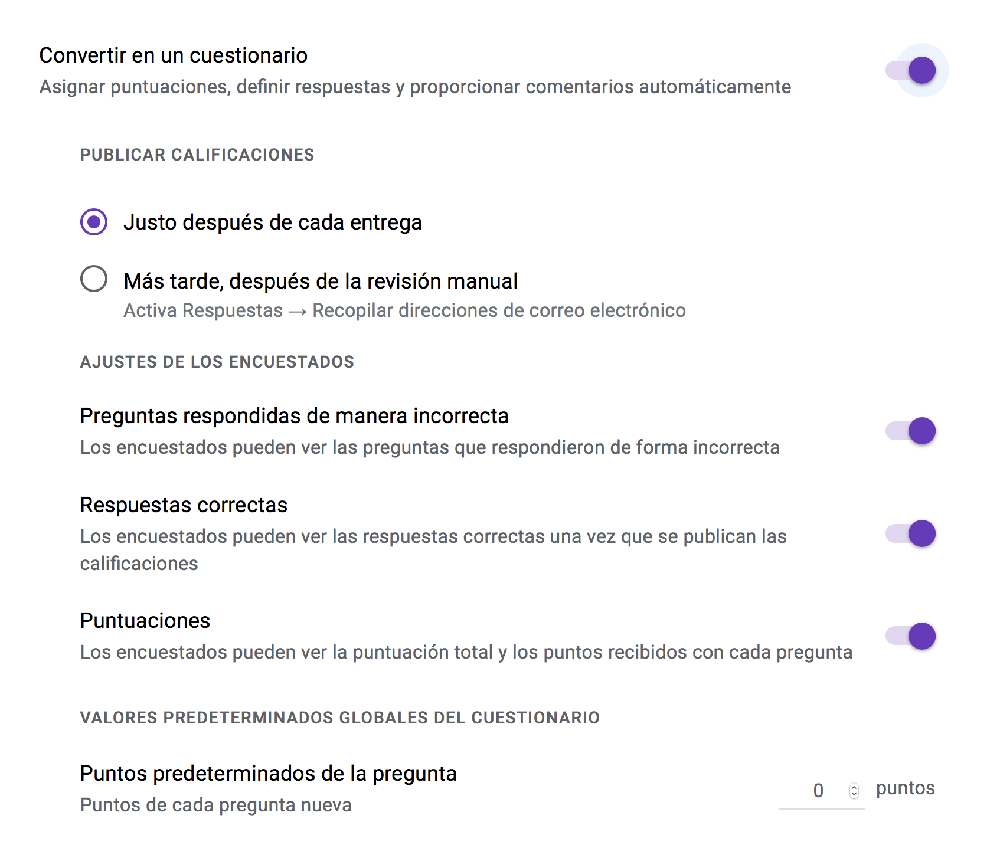 Convertir en un cuestionario
Asignar puntuaciones, definir respuestas y proporcionar comentarios automáticamente
PUBLICAR CALIFICACIONES
Justo después de cada entrega
Más tarde, después de la revisión manual
Activa Respuestas → Recopilar direcciones de correo electrónico
AJUSTES DE LOS ENCUESTADOS
Preguntas respondidas de manera incorrecta
Los encuestados pueden ver las preguntas que respondieron de forma incorrecta
Respuestas correctas
Los encuestados pueden ver las respuestas correctas una vez que se publican las
calificaciones
Puntuaciones
Los encuestados pueden ver la puntuación total y los puntos recibidos con cada pregunta
VALORES PREDETERMINADOS GLOBALES DEL CUESTIONARIO
Puntos predeterminados de la pregunta
Puntos de cada pregunta nueva
0 puntos